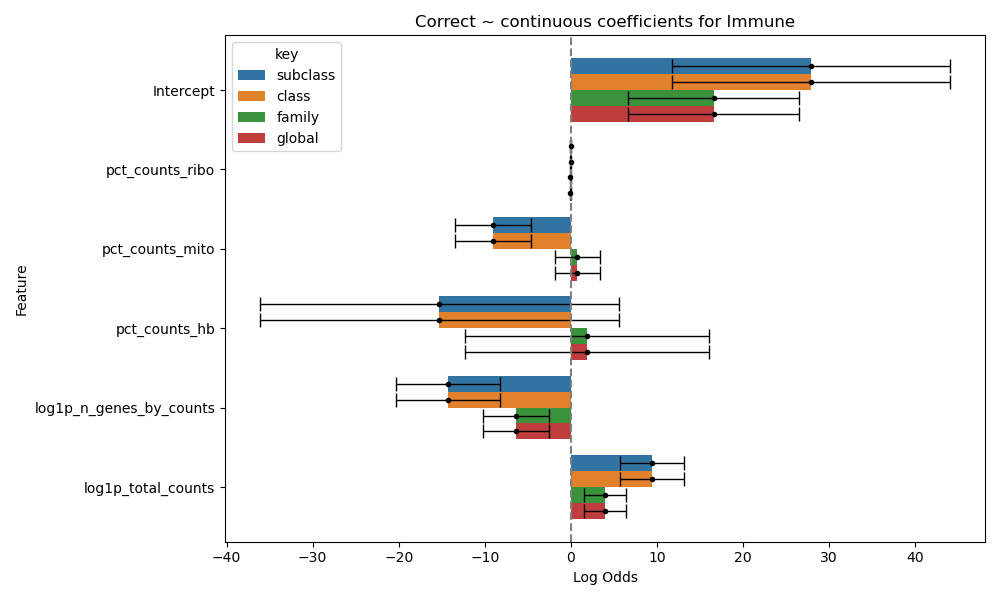 Correct ~ continuous coefficients for Immune
key
subclass
class
family
global
Intercept
pct_counts_ribo
pct_counts_mito
pct_counts_hb
log1p_n_genes_by_counts
log1p_total_counts
Feature
−40
−30
−20
−10
0
10
20
30
40
Log Odds